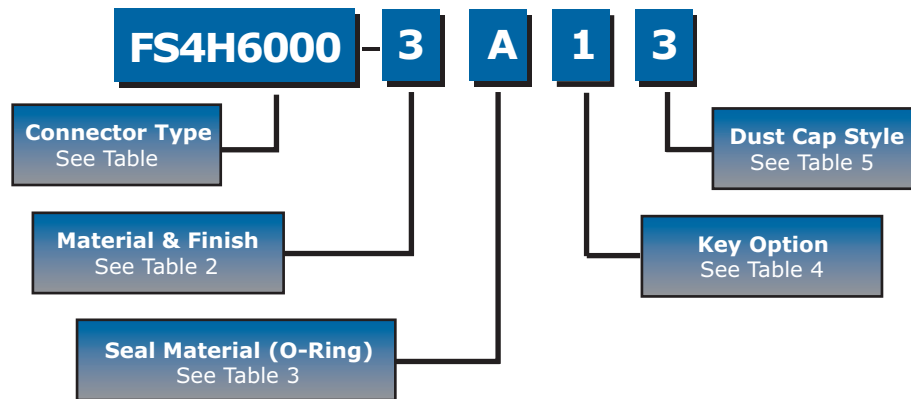 FS4H6000 - 3 A 1 3
Connector Type
See Table
Dust Cap Style
See Table 5
Material & Finish
See Table 2
Key Option
See Table 4
Seal Material (O-Ring)
See Table 3